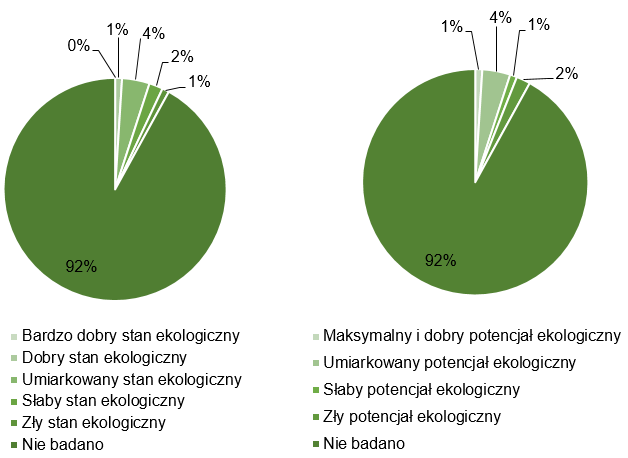 0%
1%
4%
2%
1%
92%
Bardzo dobry stan ekologiczny
Dobry stan ekologiczny
Umiarkowany stan ekologiczny
Słaby stan ekologiczny
Zły stan ekologiczny
Nie badano
1%
4%
1%
2%
92%
Maksymalny i dobry potencjał ekologiczny
Umiarkowany potencjał ekologiczny
Słaby potencjał ekologiczny
Zły potencjał ekologiczny
Nie badano